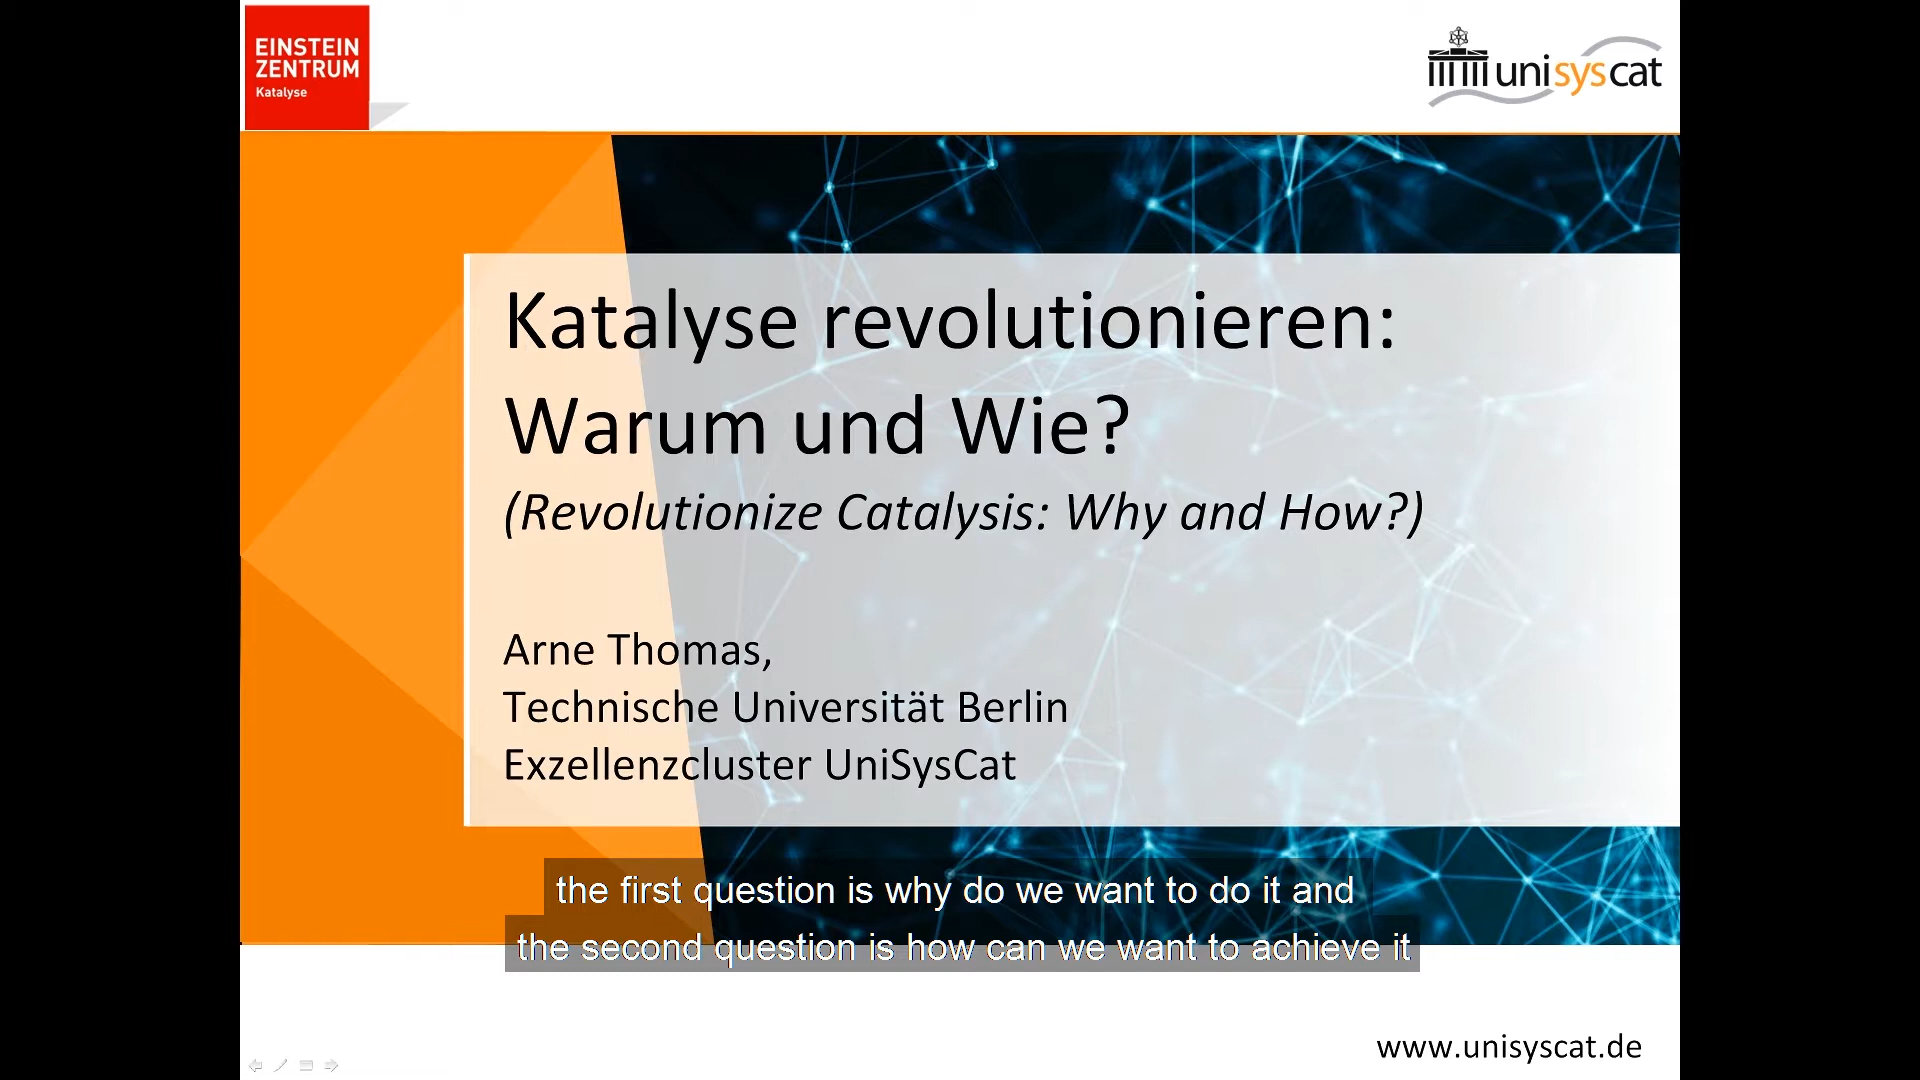 EINSTEIN
ZENTRUM
Katalyse
unisyscat
Katalyse revolutionieren:
Warum und Wie?
(Revolutionize Catalysis: Why and How?)
Arne Thomas,
Technische Universität Berlin
Exzellenzcluster UniSysCat
the first question is why do we want to do it and
the second question is how can we want to achieve it
www.unisyscat.de